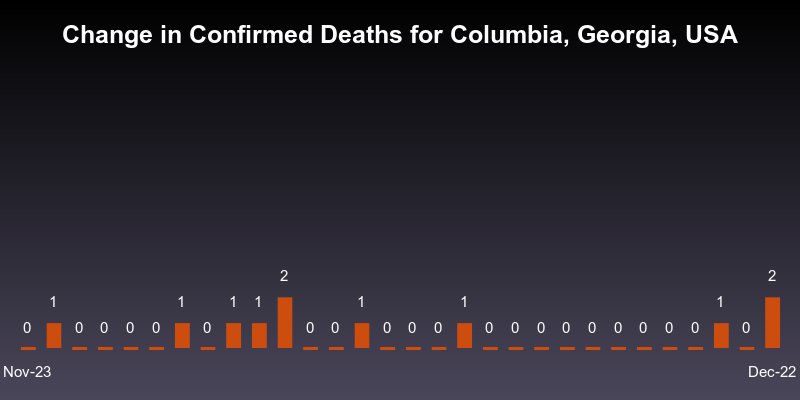 Change in Confirmed Deaths for Columbia, Georgia, USA
2 2
1 1 1 1 1 1 1
0 0 0 0 0 0 0 0 0 0 0 0 0 0 0 0 0 0 0 0 0
Nov-23 Dec-22